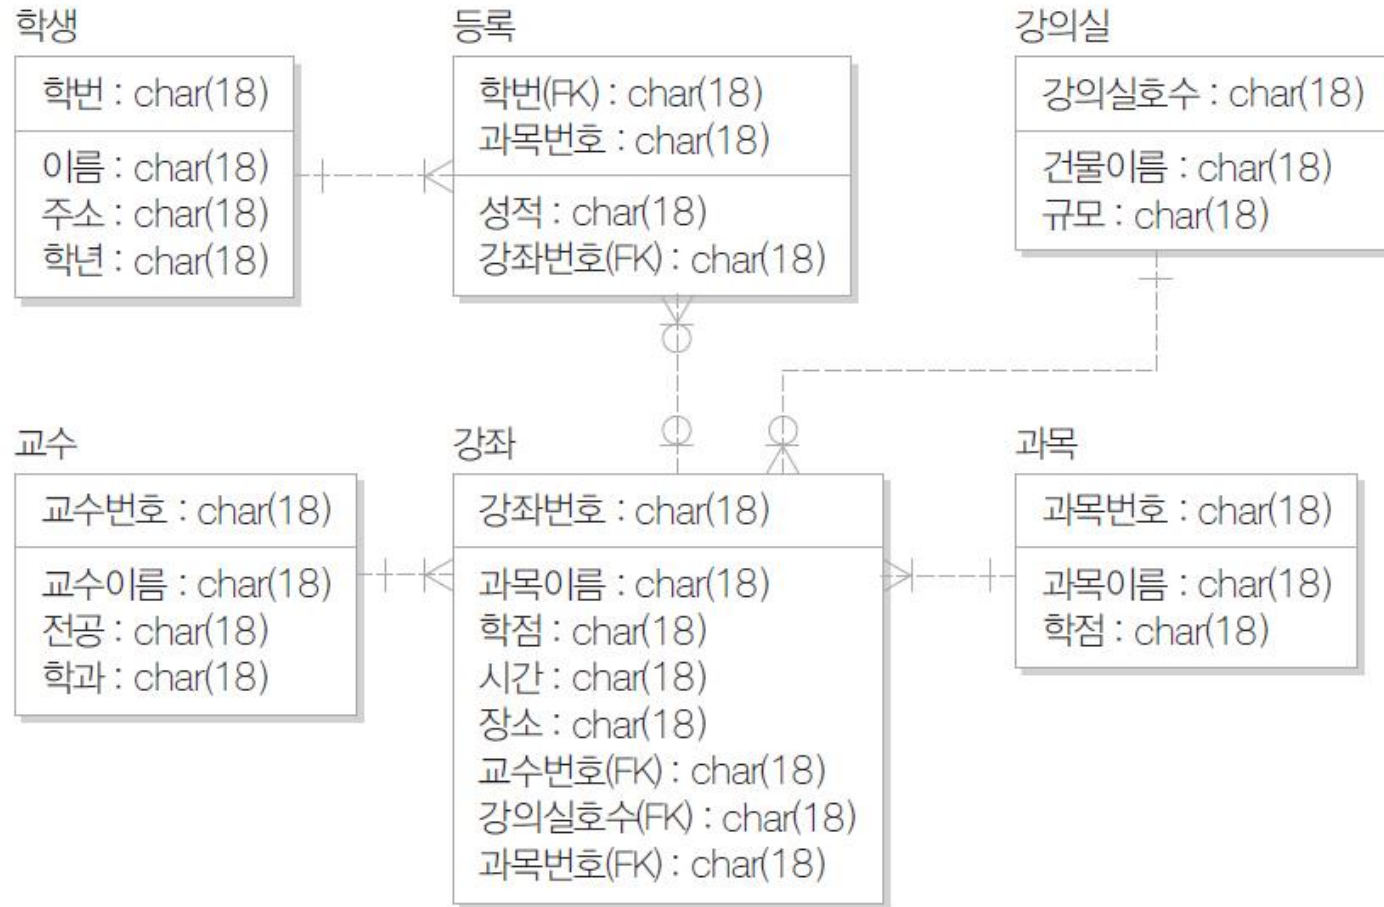 학생
학번 : char(18)
이름 : char(18)
주소 : char(18)
학년 : char(18)
등록
학번(FK) : char(18)
과목번호 : char(18)
성적 : char(18)
강좌번호(FK) : char(18)
강의실
강의실호수 : char(18)
건물이름 : char(18)
규모 : char(18)
교수
교수번호 : char(18)
교수이름 : char(18)
전공 : char(18)
학과 : char(18)
강좌
강좌번호 : char(18)
과목이름 : char(18)
학점 : char(18)
시간 : char(18)
장소 : char(18)
교수번호(FK) : char(18)
강의실호수(FK) : char(18)
과목번호(FK) : char(18)
과목
과목번호 : char(18)
과목이름 : char(18)
학점 : char(18)